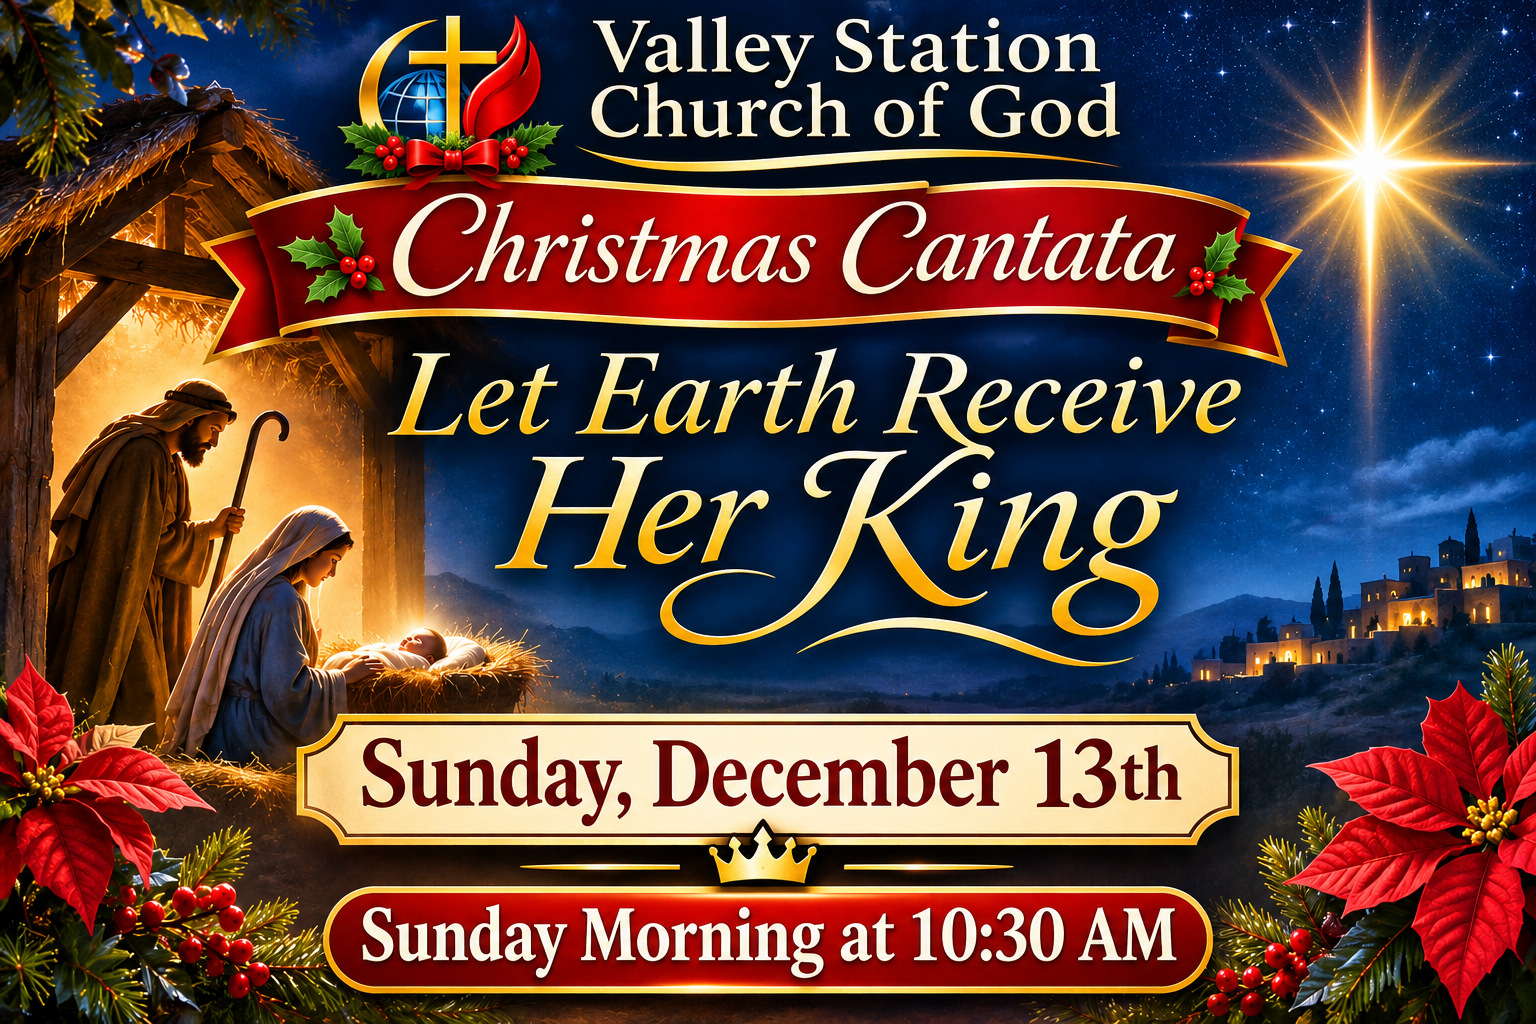 Valley Station
Church of God
Christmas Cantata
Let Earth Receive
Her King
Sunday, December 13th
Sunday Morning at 10:30 AM